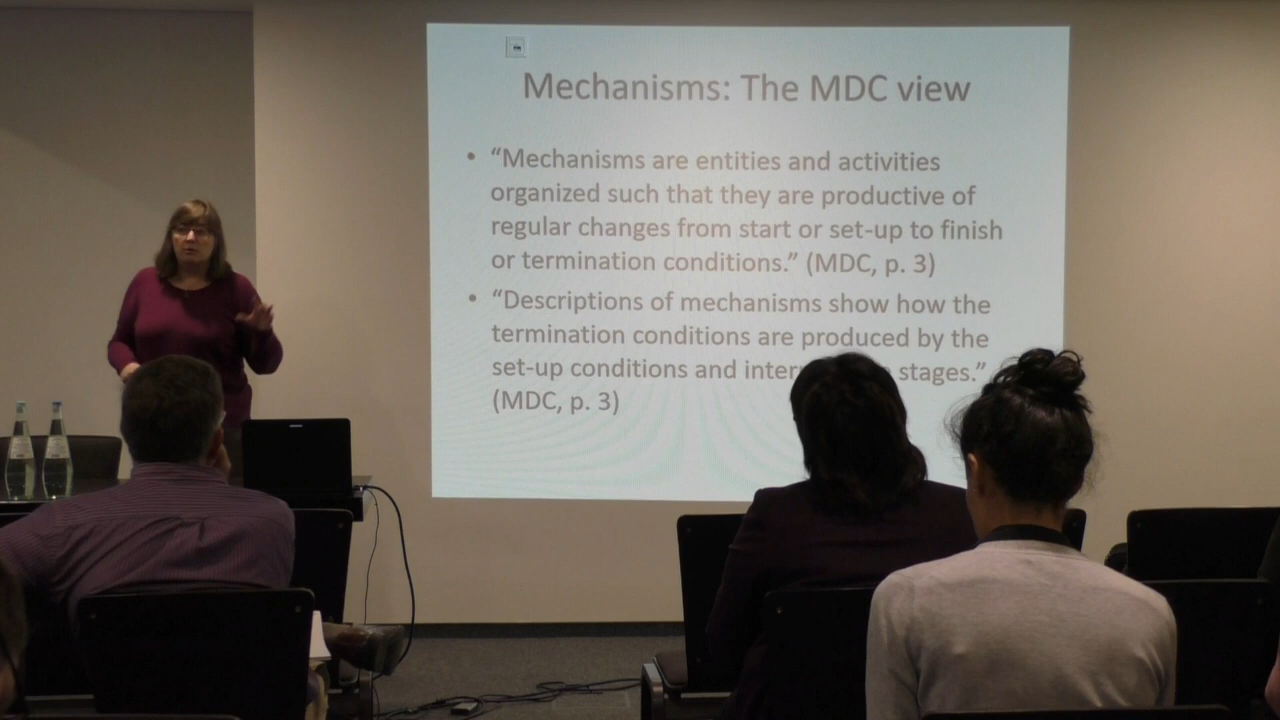 Mechanisms: The MDC view
• “Mechanisms are entities and activities
organized such that they are productive of
regular changes from start or set-up to finish
or termination conditions.” (MDC, p. 3)
• “Descriptions of mechanisms show how the
termination conditions are produced by the
set-up conditions and stages.”
(MDC, p. 3)